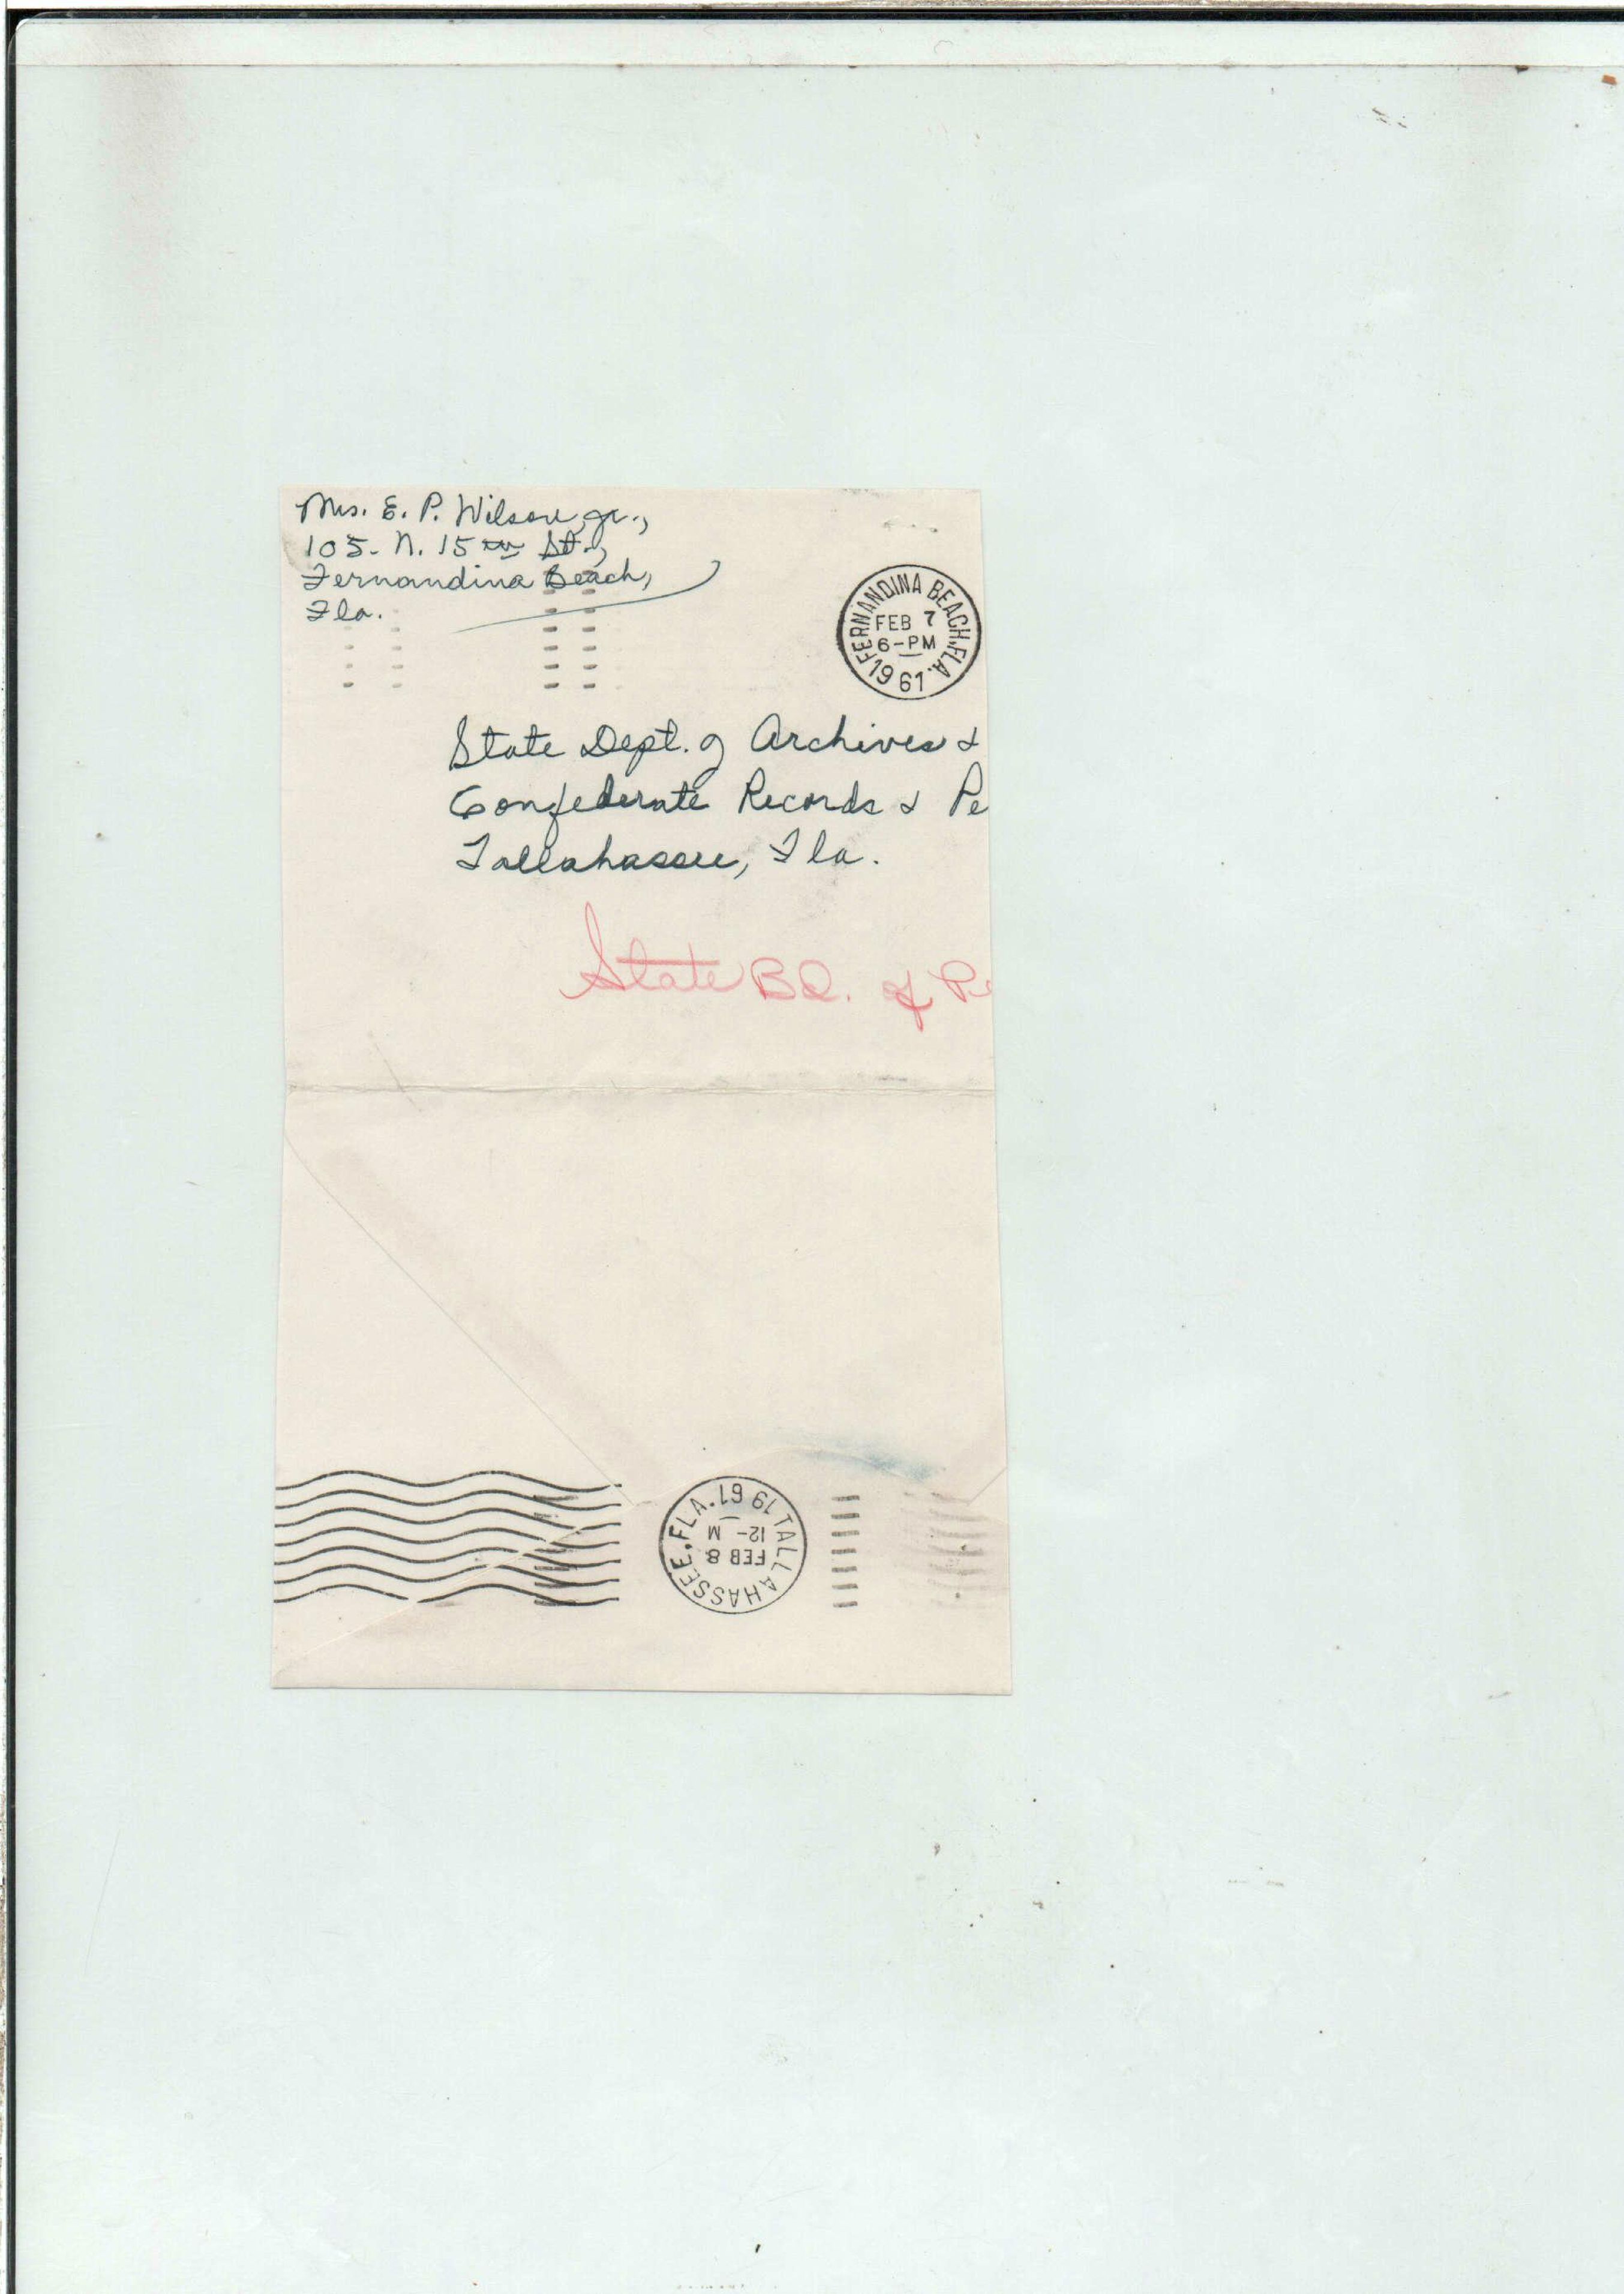 Mrs. E. P. Wilson, Jr.,
105- N. 15th St.,
Fernandina Beach,
Fla.
FERNANDINA BEACH, FLA.
FEB 7
6-PM
1961
State Dept. of Archives &
Confederate Records & Pe
Tallahassee, Fla.
State Bd. of Pe
TALLAHASSEE, FLA.
FEB 8
12- M
1961